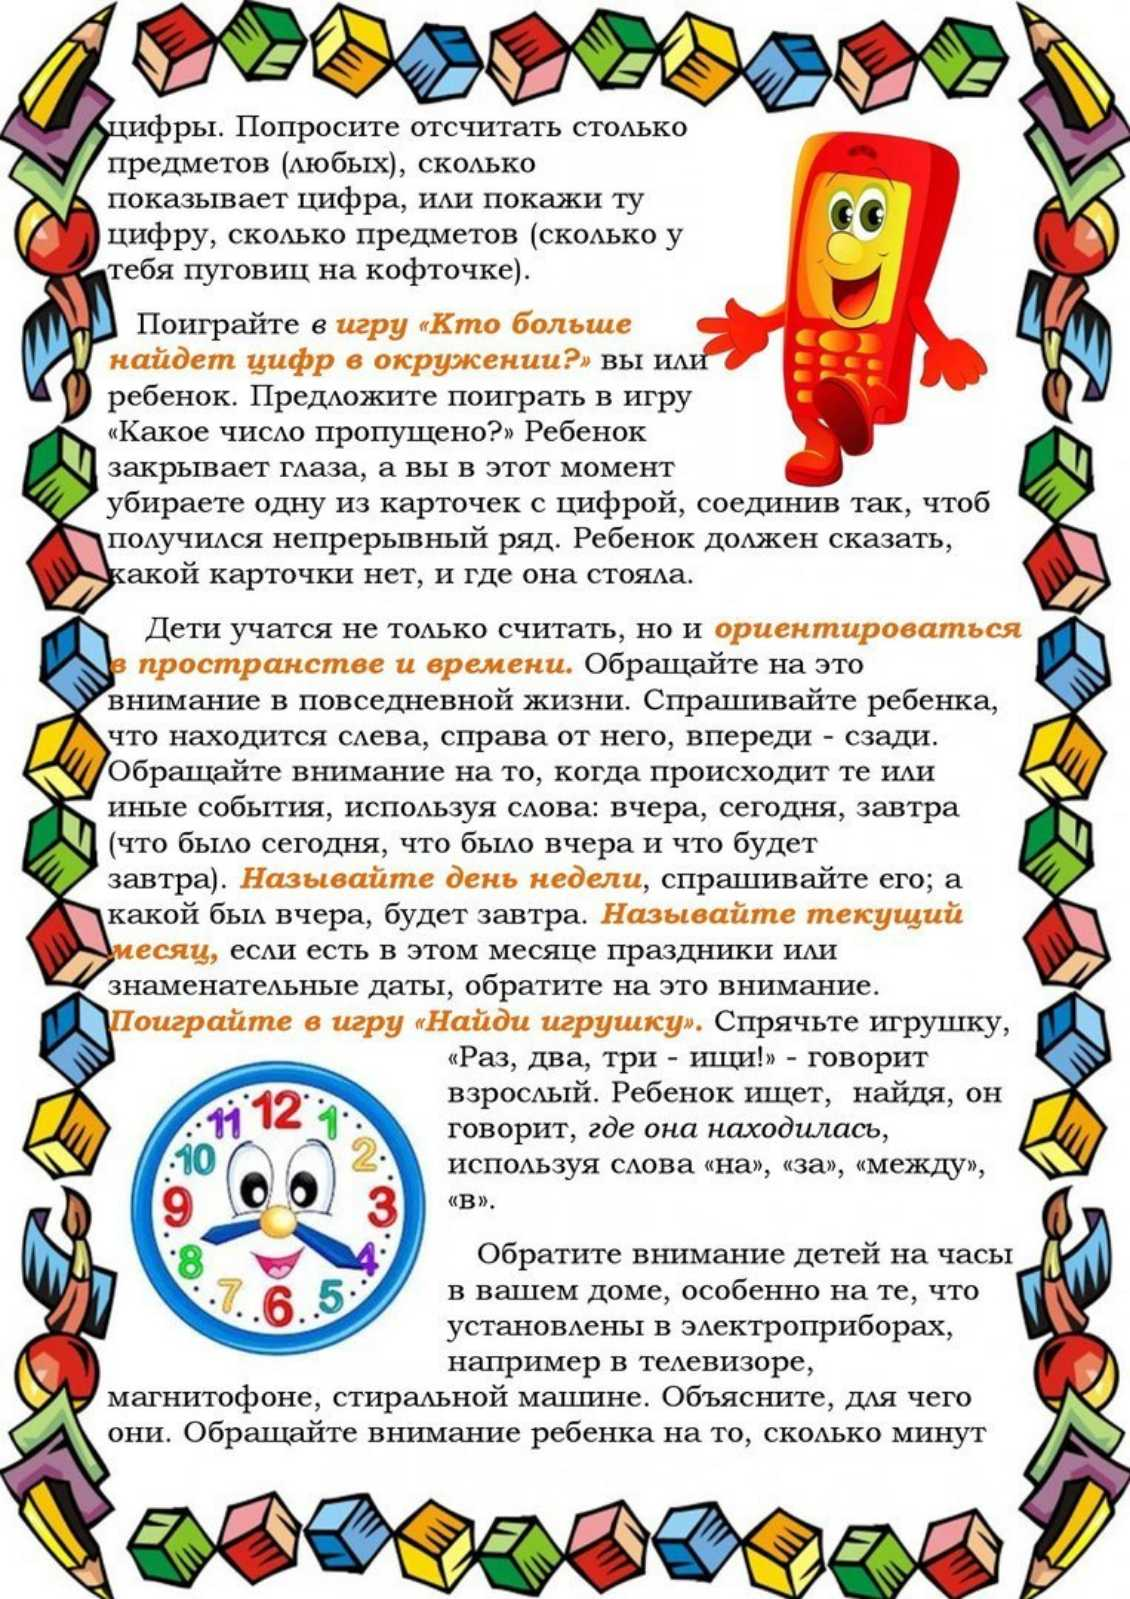 цифры. Попросите отсчитать столько
предметов (любых), сколько
показывает цифра, или покажи ту
цифру, сколько предметов (сколько у
тебя пуговиц на кофточке).
Поиграйте в игру «Кто больше
найдет цифр в окружении?» вы или
ребенок. Предложите поиграть в игру
«Какое число пропущено?» Ребенок
закрывает глаза, а вы в этот момент
убираете одну из карточек с цифрой, соединив так, чтоб
получился непрерывный ряд. Ребенок должен сказать,
какой карточки нет, и где она стояла.
Дети учатся не только считать, но и ориентироваться
в пространстве и времени. Обращайте на это
внимание в повседневной жизни. Спрашивайте ребенка,
что находится слева, справа от него, впереди - сзади.
Обращайте внимание на то, когда происходит те или
иные события, используя слова: вчера, сегодня, завтра
(что было сегодня, что было вчера и что будет
завтра). Называйте день недели, спрашивайте его; а
какой был вчера, будет завтра. Называйте текущий
месяц, если есть в этом месяце праздники или
знаменательные даты, обратите на это внимание.
Поиграйте в игру «Найди игрушку». Спрячьте игрушку,
«Раз, два, три - ищи!» - говорит
взрослый. Ребенок ищет, найдя, он
говорит, где она находилась,
используя слова «на», «за», «между»,
«в».
12
11 1
10 2
9 3
8 4
7 5
6
Обратите внимание детей на часы
в вашем доме, особенно на те, что
установлены в электроприборах,
например в телевизоре,
магнитофоне, стиральной машине. Объясните, для чего
они. Обращайте внимание ребенка на то, сколько минут